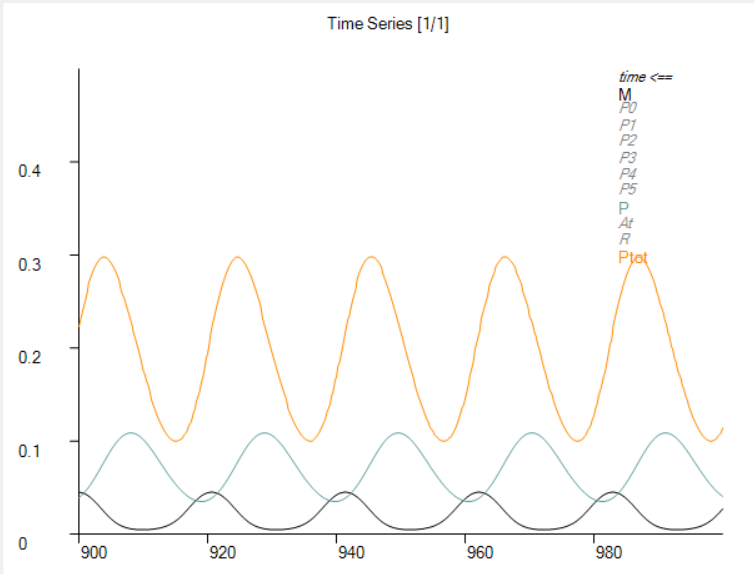 Time Series [1/1]
time <==
M
P0
P1
P2
P3
P4
P5
P
At
R
Ptot
0.4
0.3
0.2
0.1
0
900
920
940
960
980